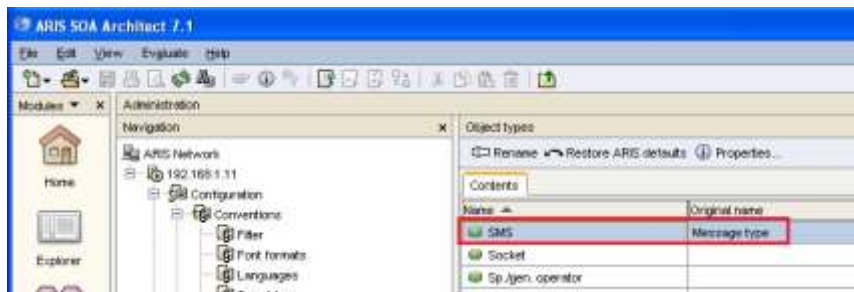 ARIS SOA Architect 7.1
File Edit View Evaluate Help
Modules
Administration
Navigation
Object types
ARIS Network
Rename Restore ARIS defaults Properties...
Home
192.168.1.11
Contents
Configuration
Name Original name
Conventions
SMS Message type
Filter
Socket
Font formats
Explorer
Sp./gen. operator
Languages